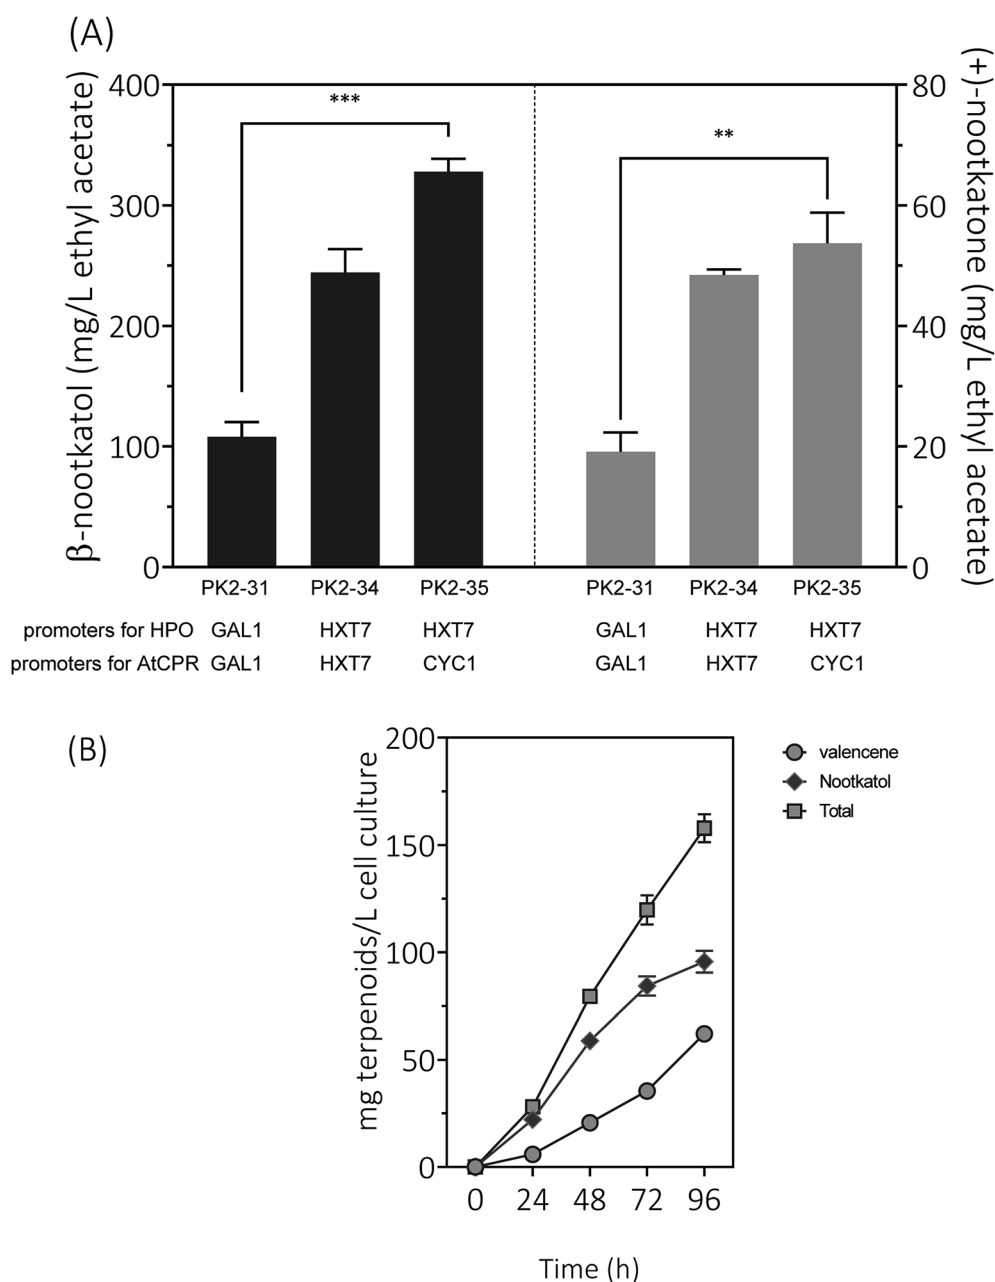 (A)
β-nootkatol (mg/L ethyl acetate)
400
300
200
100
0
***
**
80
60
40
20
0
(+)-nootkatone (mg/L ethyl acetate)
PK2-31 PK2-34 PK2-35 PK2-31 PK2-34 PK2-35
promoters for HPO GAL1 HXT7 HXT7 GAL1 HXT7 HXT7
promoters for AtCPR GAL1 HXT7 CYC1 GAL1 HXT7 CYC1
(B)
mg terpenoids/L cell culture
200
150
100
50
0
0 24 48 72 96
Time (h)
valencene
Nootkatol
Total